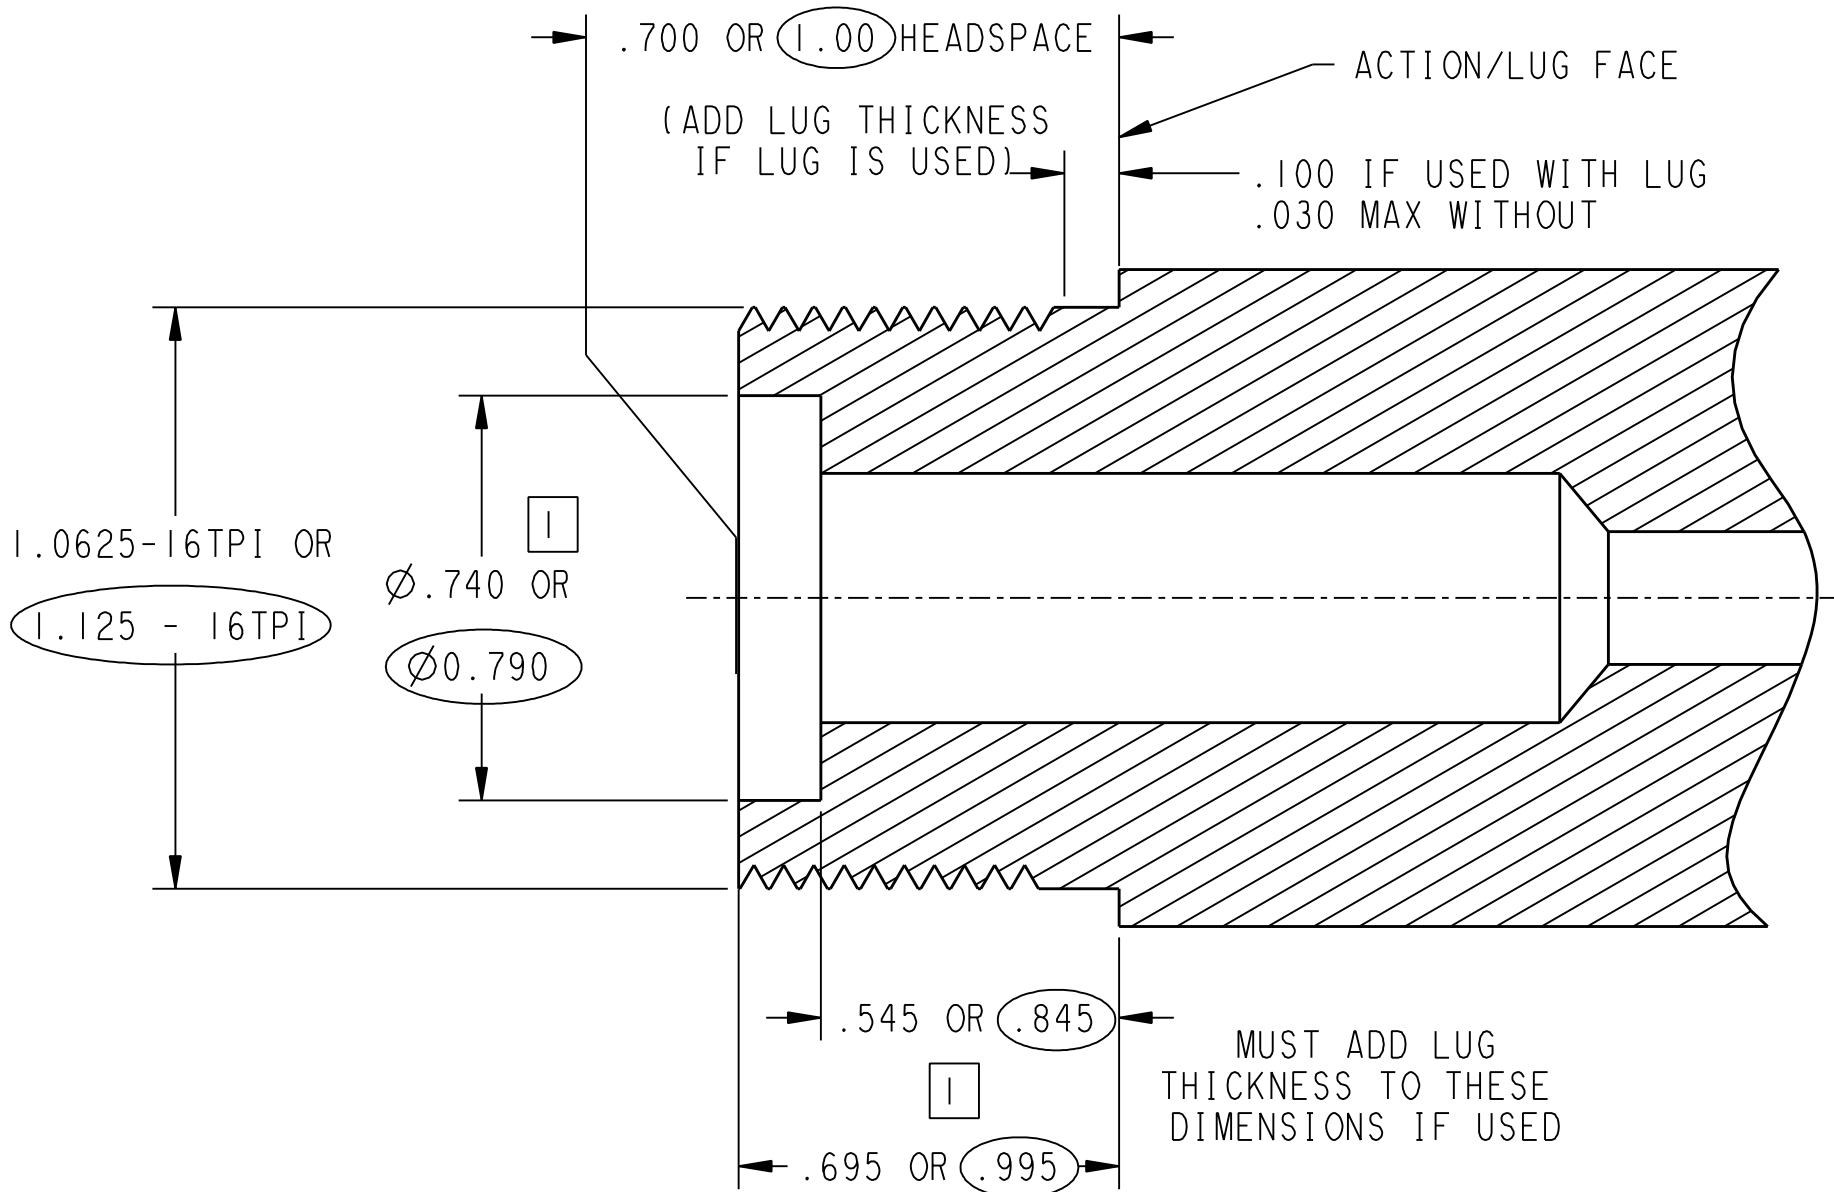 .700 OR 1.00 HEADSPACE
(ADD LUG THICKNESS
IF LUG IS USED)
ACTION/LUG FACE
.100 IF USED WITH LUG
.030 MAX WITHOUT
1.0625-16TPI OR
1.125 - 16TPI
1
Ø.740 OR
Ø0.790
.545 OR .845
1
.695 OR .995
MUST ADD LUG
THICKNESS TO THESE
DIMENSIONS IF USED